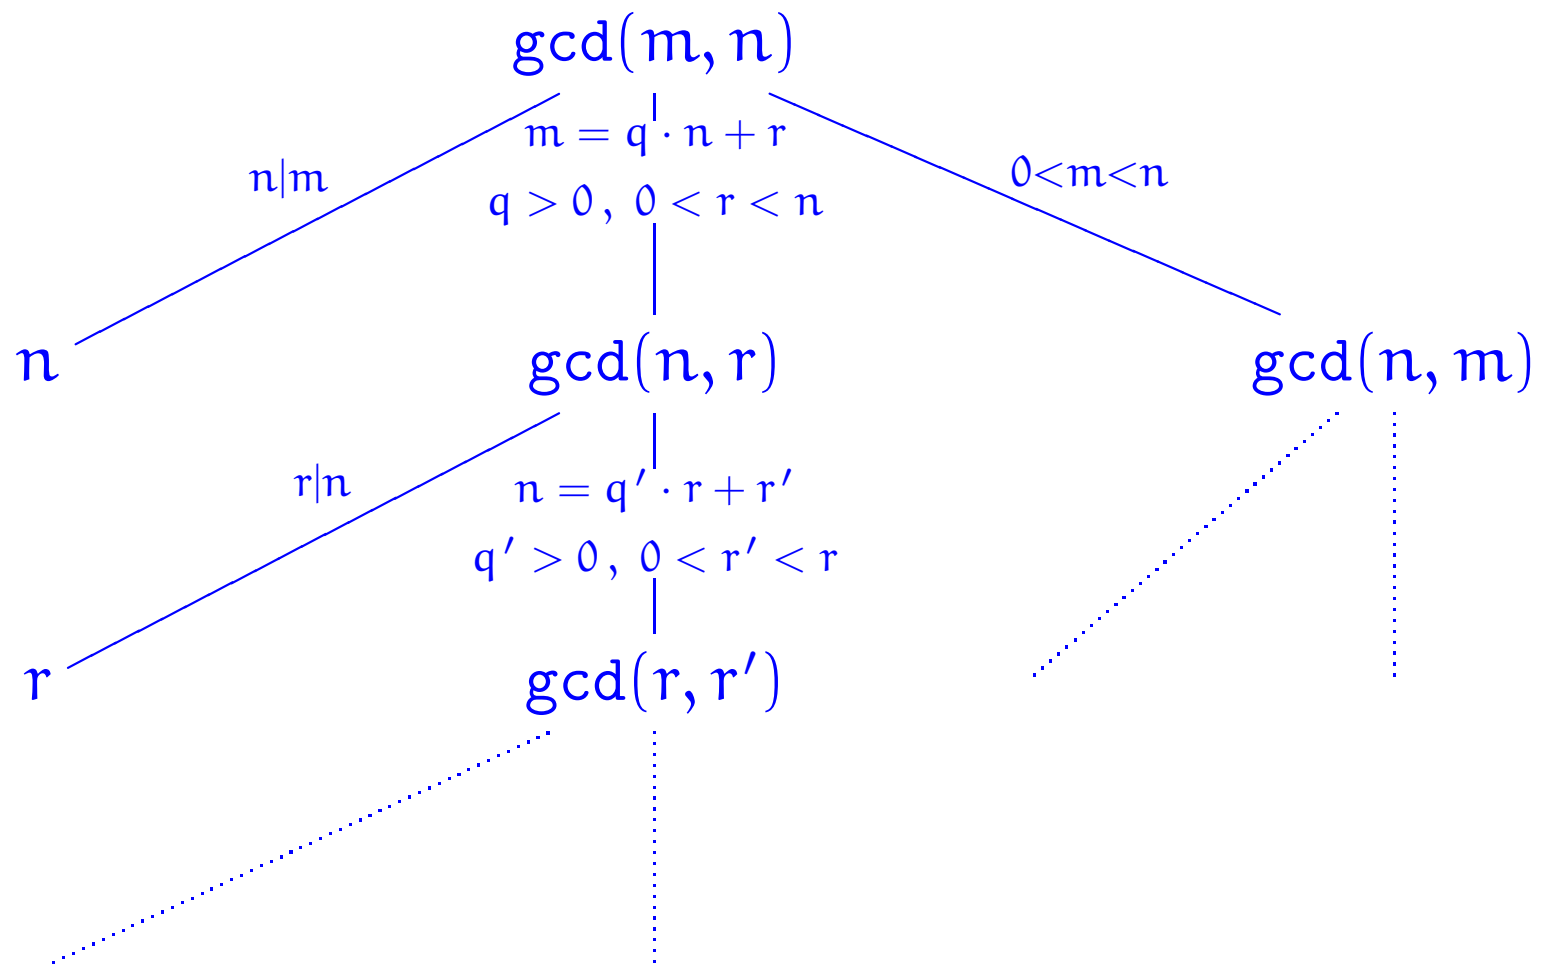 gcd(m, n)
m = q · n + r
n|m
0<m<n
q > 0 , 0 < r < n
n
gcd(n, r)
gcd(n, m)
r|n
n = q′ · r + r′
q′ > 0 , 0 < r′ < r
r
gcd(r, r′)